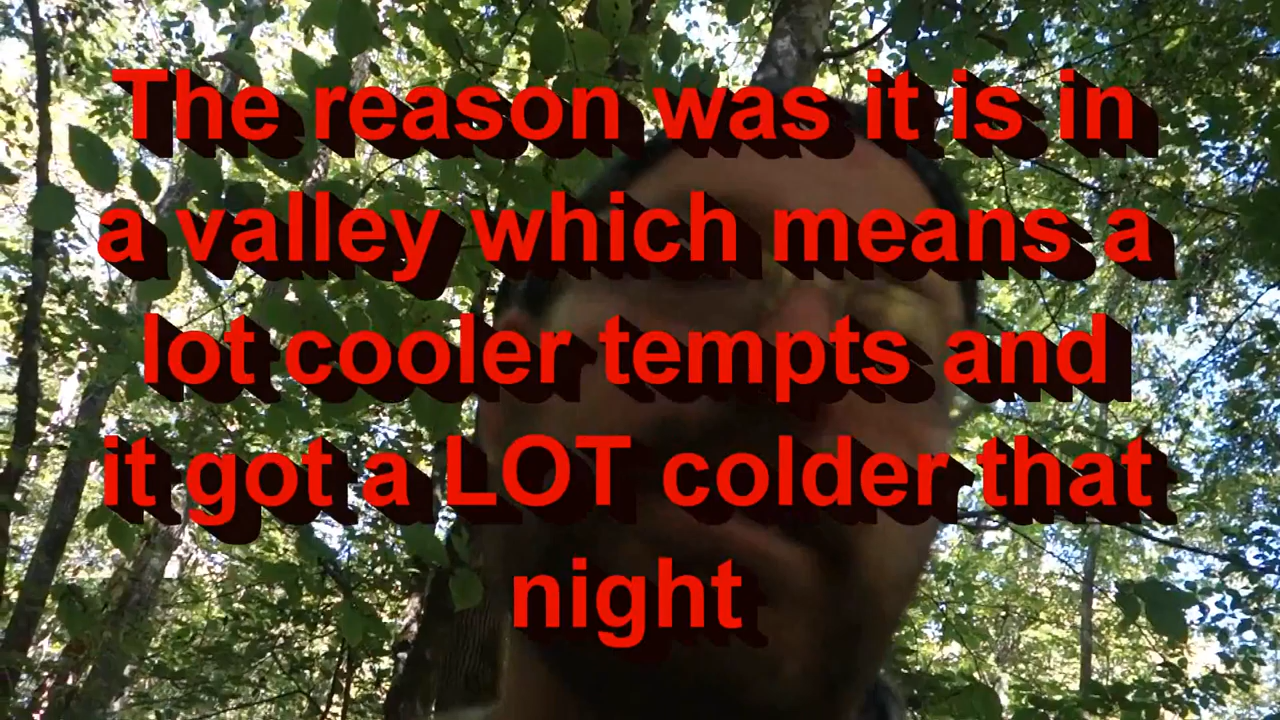 The reason was it is in
a valley which means a
lot cooler tempts and
it got a LOT colder that
night